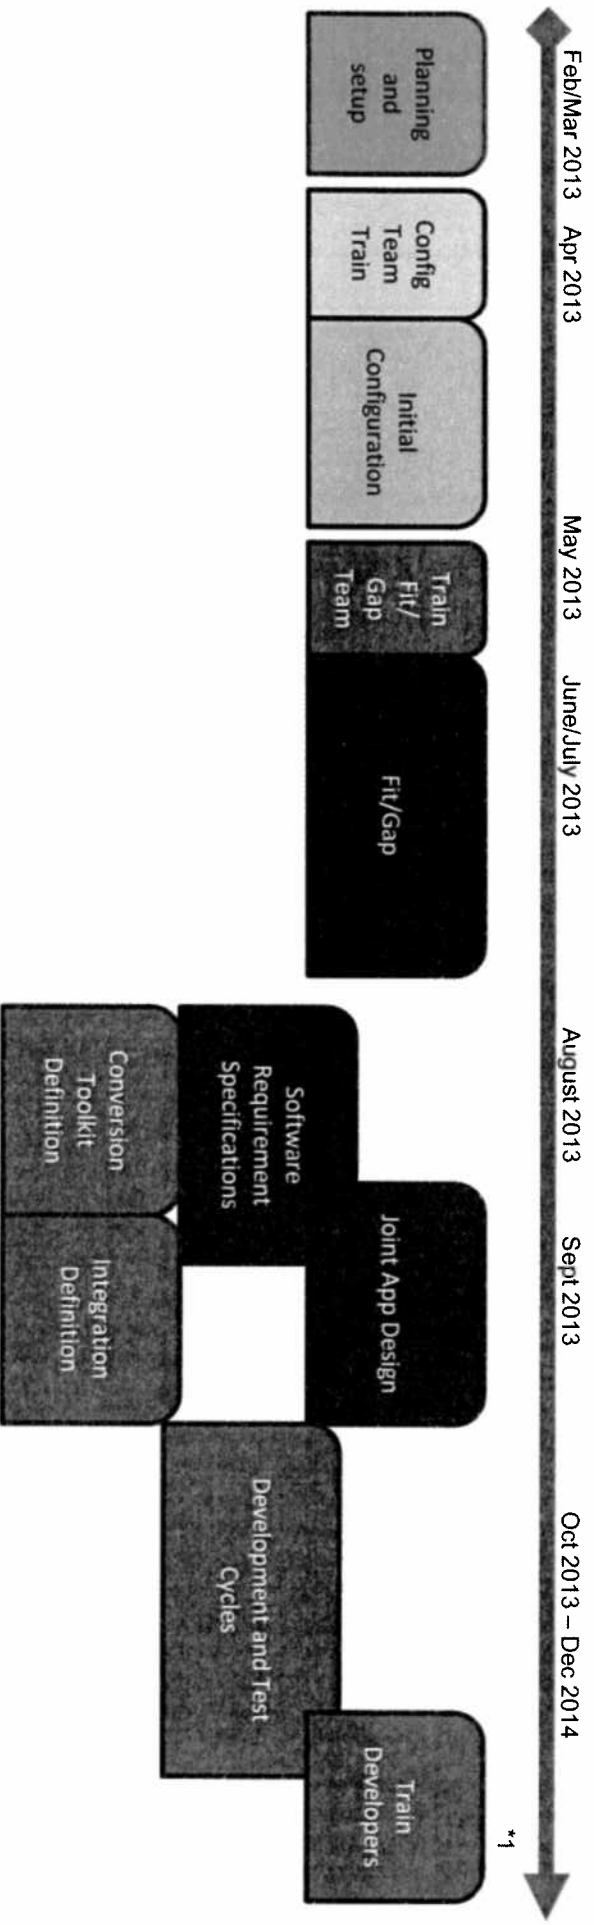 Feb/Mar 2013 Apr 2013 May 2013 June/July 2013 August 2013 Sept 2013 Oct 2013 – Dec 2014
*1
Planning
and
setup
Config
Team
Train
Initial
Configuration
Train
Fit/
Gap
Team
Fit/Gap
Joint App Design
Train
Developers
Software
Requirement
Specifications
Development and Test
Cycles
Conversion
Toolkit
Definition
Integration
Definition